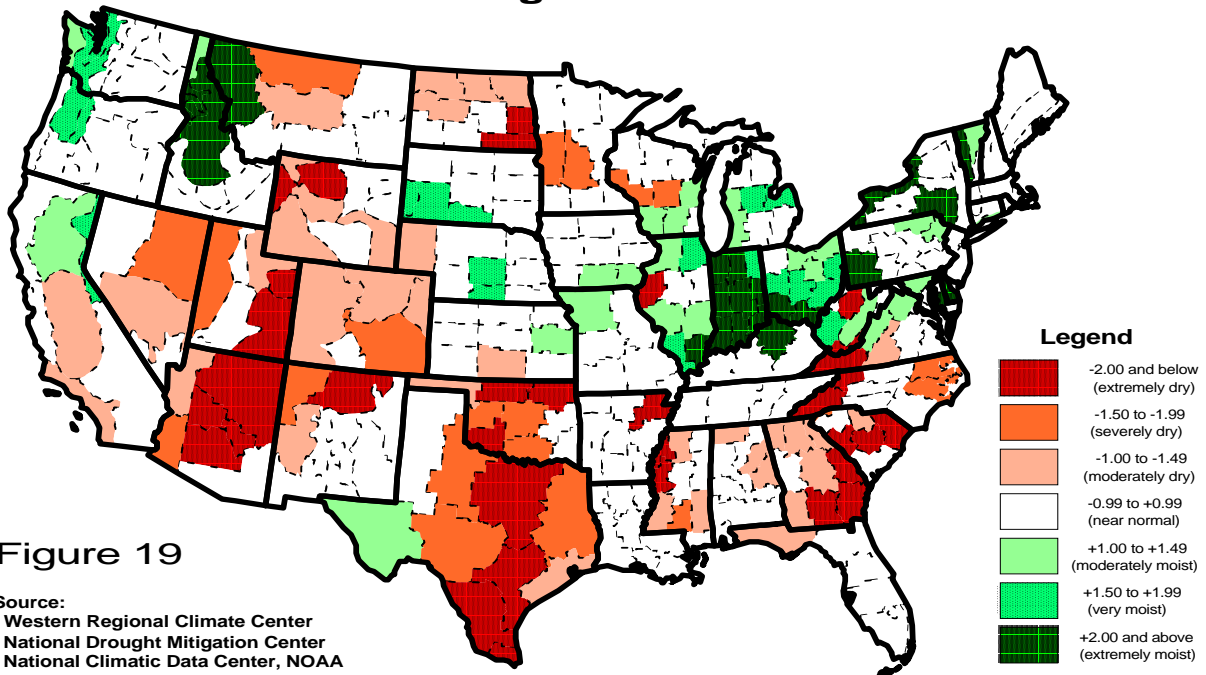 Figure 19
Source:
Western Regional Climate Center
National Drought Mitigation Center
National Climatic Data Center, NOAA
Legend
-2.00 and below
(extremely dry)
-1.50 to -1.99
(severely dry)
-1.00 to -1.49
(moderately dry)
-0.99 to +0.99
(near normal)
+1.00 to +1.49
(moderately moist)
+1.50 to +1.99
(very moist)
+2.00 and above
(extremely moist)